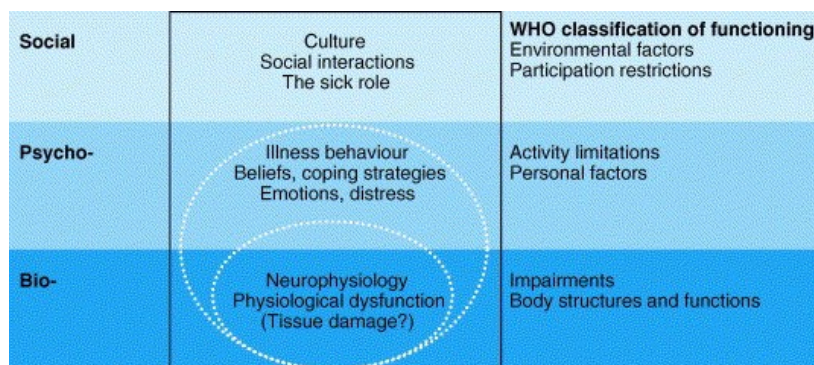 Social
Culture
Social interactions
The sick role
WHO classification of functioning
Environmental factors
Participation restrictions
Psycho-
Illness behaviour
Beliefs, coping strategies
Emotions, distress
Activity limitations
Personal factors
Bio-
Neurophysiology
Physiological dysfunction
(Tissue damage?)
Impairments
Body structures and functions